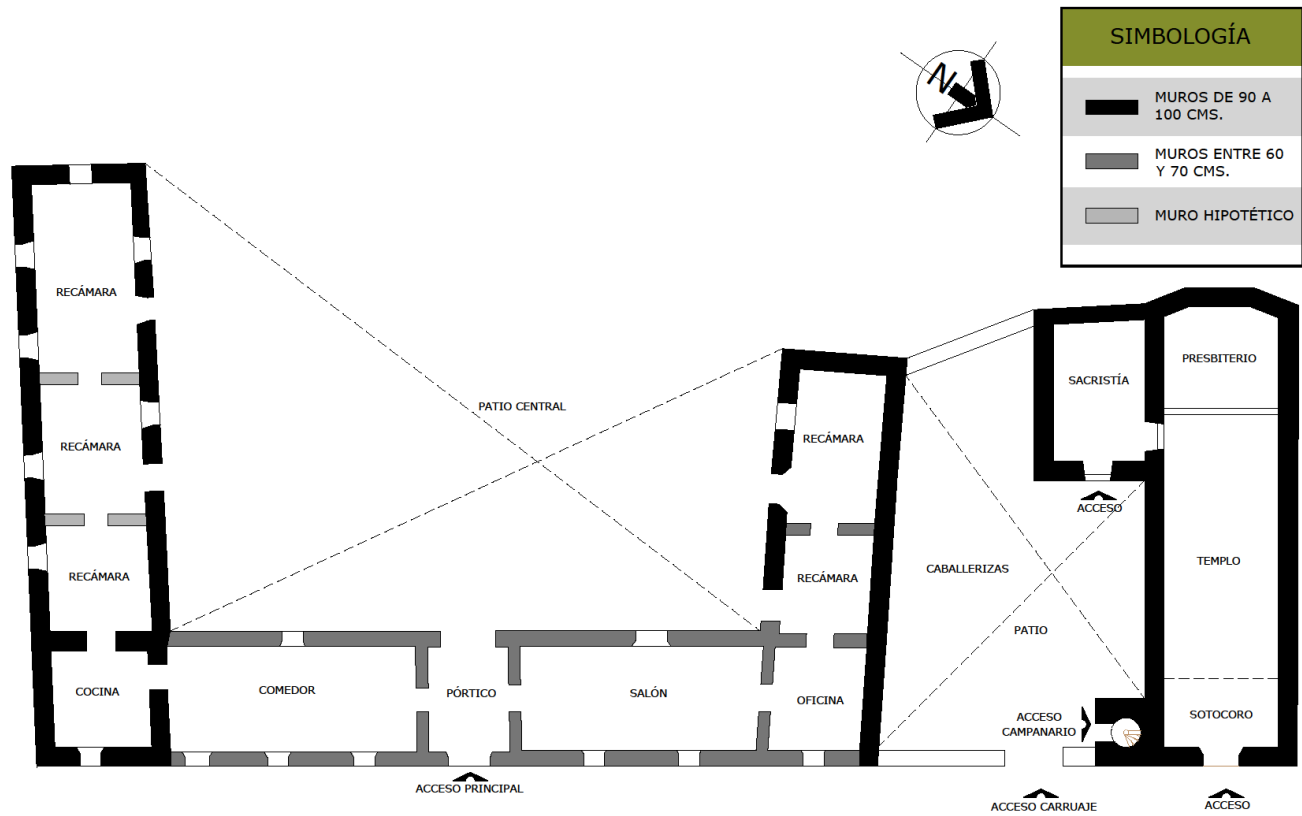 SIMBOLOGÍA
MUROS DE 90 A
100 CMS.
MUROS ENTRE 60
Y 70 CMS.
MURO HIPOTÉTICO
N
RECÁMARA
RECÁMARA
RECÁMARA
COCINA
COMEDOR
PÓRTICO
SALÓN
OFICINA
PATIO CENTRAL
RECÁMARA
RECÁMARA
CABALLERIZAS
PATIO
SACRISTÍA
ACCESO
PRESBITERIO
TEMPLO
SOTOCORO
ACCESO
CAMPANARIO
ACCESO PRINCIPAL
ACCESO CARRUAJE
ACCESO